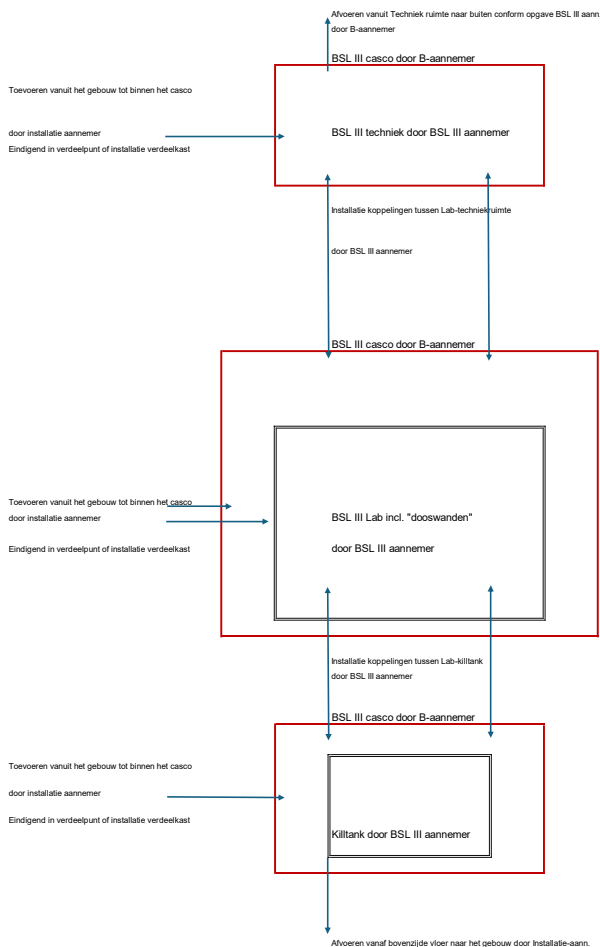 Afvoeren vanuit Techniek ruimte naar buiten conform opgave BSL III aann.
door B-aannemer
BSL III casco door B-aannemer
Toevoeren vanuit het gebouw tot binnen het casco
door installatie aannemer
Eindigend in verdeelpunt of installatie verdeelkast
BSL III techniek door BSL III aannemer
Installatie koppelingen tussen Lab-techniekruimte
door BSL III aannemer
BSL III casco door B-aannemer
Toevoeren vanuit het gebouw tot binnen het casco
door installatie aannemer
Eindigend in verdeelpunt of installatie verdeelkast
BSL III Lab incl. "dooswanden"
door BSL III aannemer
Installatie koppelingen tussen Lab-killtank
door BSL III aannemer
BSL III casco door B-aannemer
Toevoeren vanuit het gebouw tot binnen het casco
door installatie aannemer
Eindigend in verdeelpunt of installatie verdeelkast
Killtank door BSL III aannemer
Afvoeren vanaf bovenzijde vloer naar het gebouw door Installatie-aann.